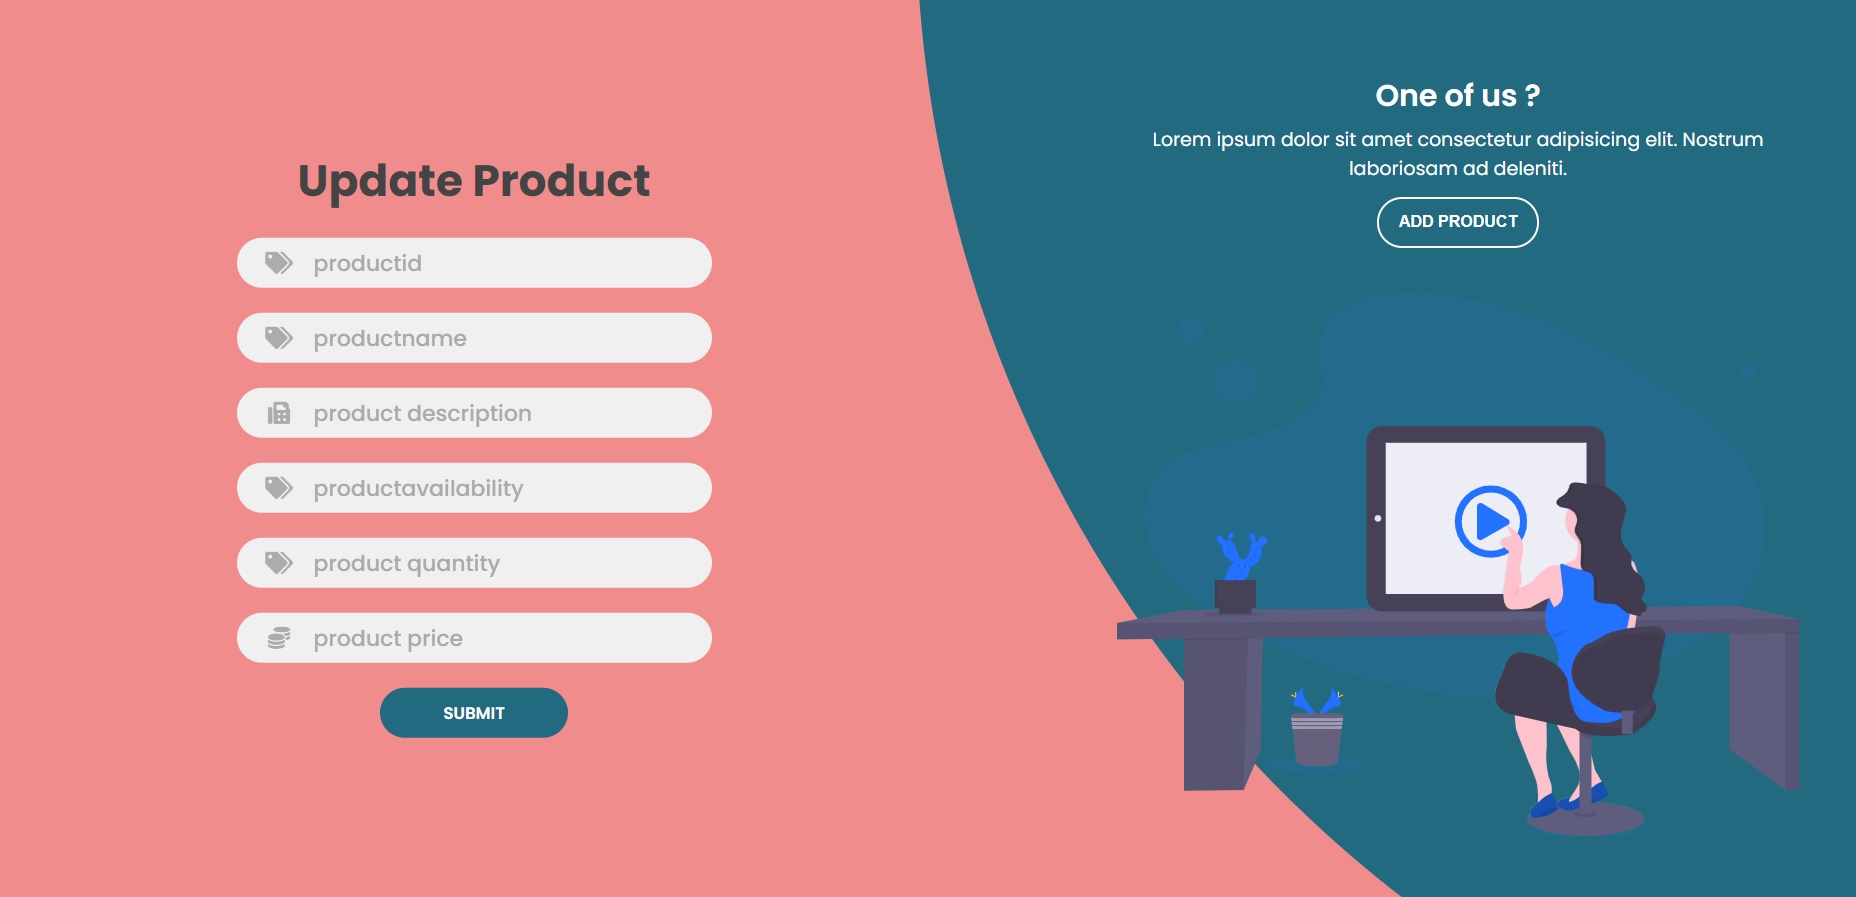 Update Product
productid
productname
product description
productavailability
product quantity
product price
SUBMIT
One of us ?
Lorem ipsum dolor sit amet consectetur adipisicing elit. Nostrum
laboriosam ad deleniti.
ADD PRODUCT